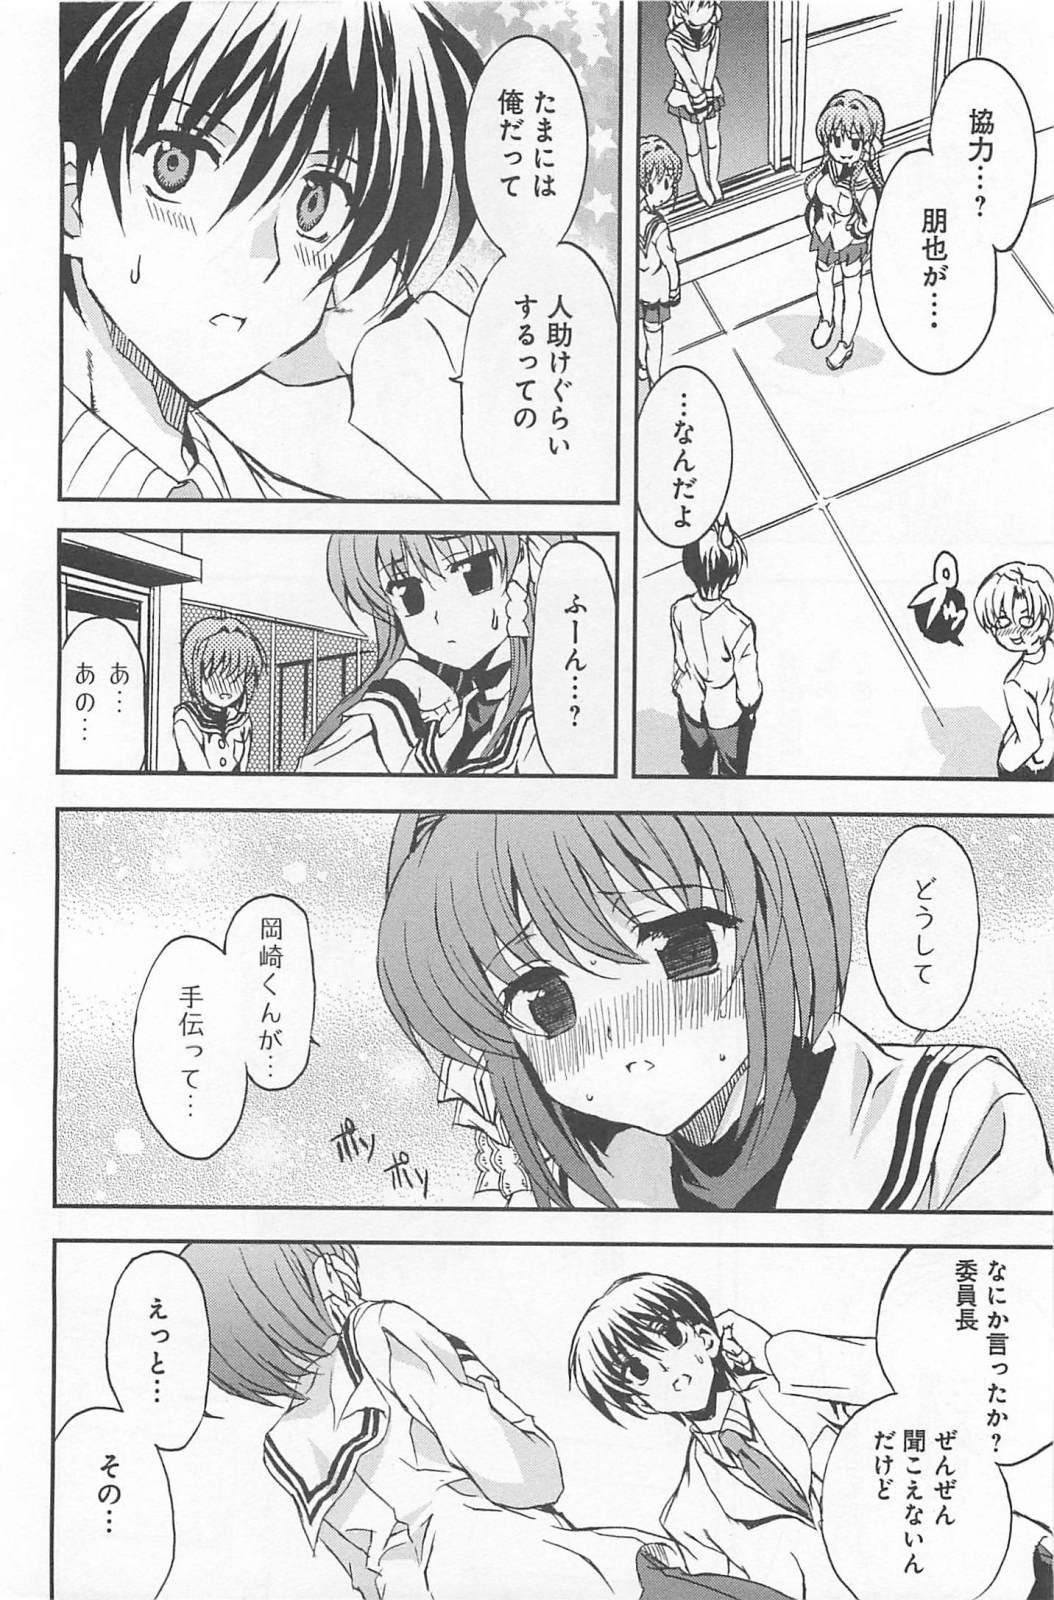 協力…?
朋也が…。
…なんだよ
プッ
たまには
俺だって
人助けぐらい
するっての
ふーん…?
あ…
あの…
どうして
岡崎くんが…
手伝って…
ポソ
ポソ
なにか言ったか?
委員長
ぜんぜん
聞こえないん
だけど
えっと…
その…